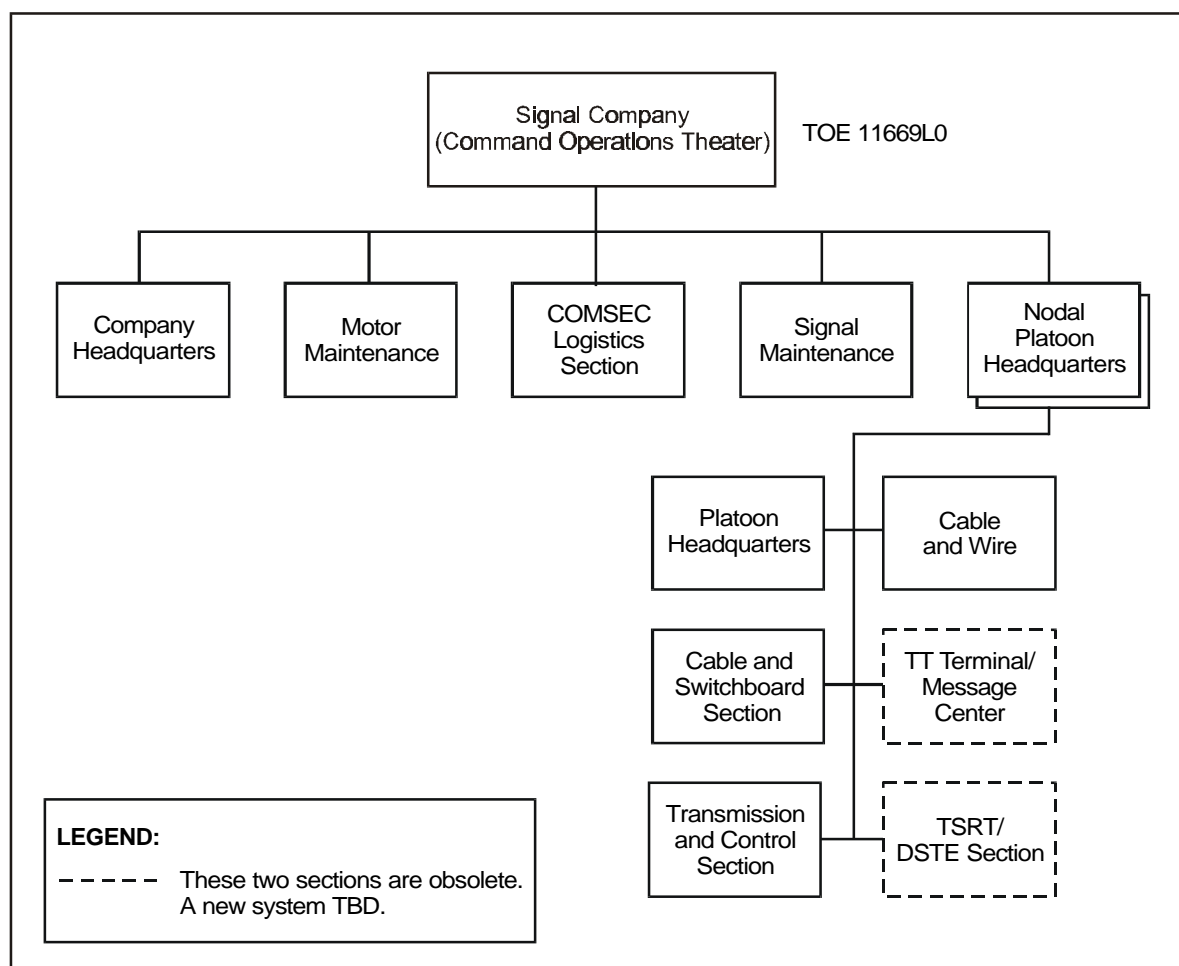 Signal Company
(Command Operations Theater)
TOE 11669L0
Company
Headquarters
Motor
Maintenance
COMSEC
Logistics
Section
Signal
Maintenance
Nodal
Platoon
Headquarters
Platoon
Headquarters
Cable
and Wire
Cable and
Switchboard
Section
TT Terminal/
Message
Center
Transmission
and Control
Section
TSRT/
DSTE Section
LEGEND:
These two sections are obsolete.
A new system TBD.